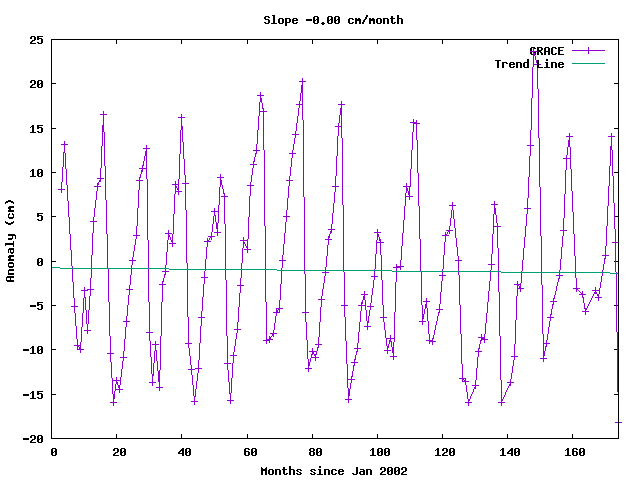 Slope -0.00 cm/month
GRACE
Trend Line
25
20
15
10
5
0
-5
-10
-15
-20
Anomaly (cm)
0 20 40 60 80 100 120 140 160
Months since Jan 2002